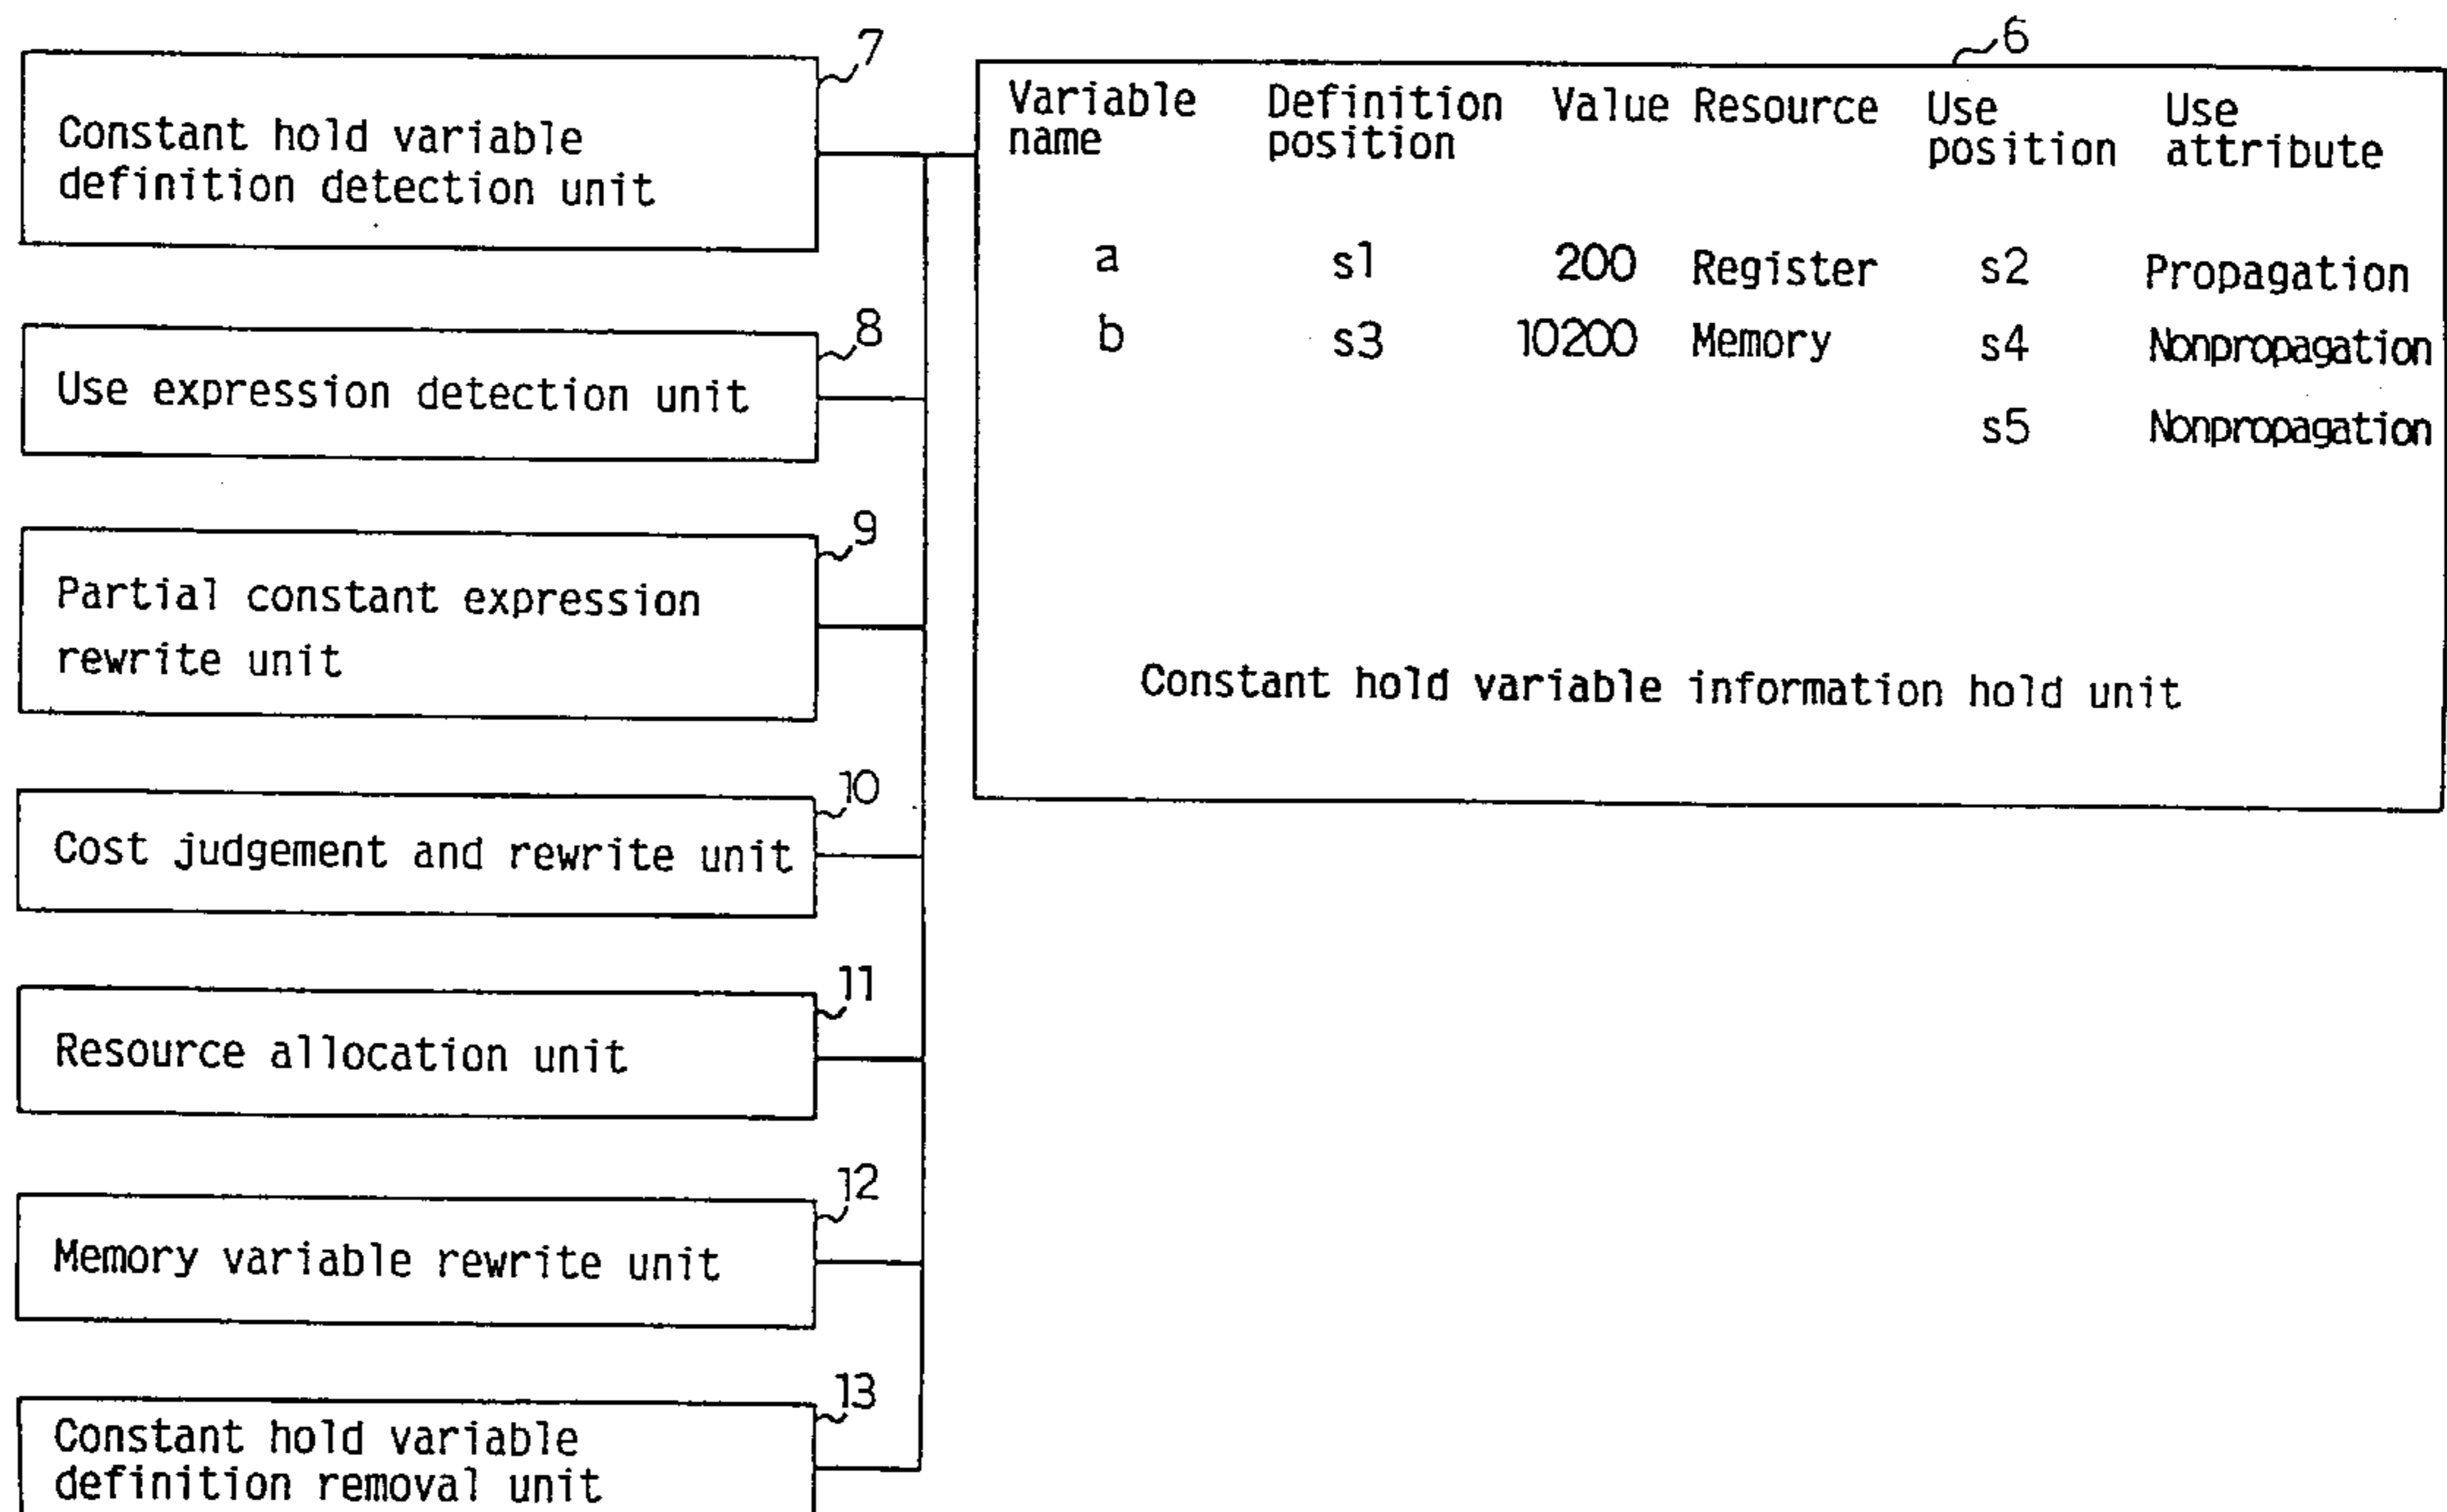 7
Constant hold variable
definition detection unit
8
Use expression detection unit
9
Partial constant expression
rewrite unit
10
Cost judgement and rewrite unit
11
Resource allocation unit
12
Memory variable rewrite unit
13
Constant hold variable
definition removal unit
6
Variable name Definition position Value Resource Use position Use attribute
a s1 200 Register s2 Propagation
b s3 10200 Memory s4 Nonpropagation
s5 Nonpropagation
Constant hold variable information hold unit